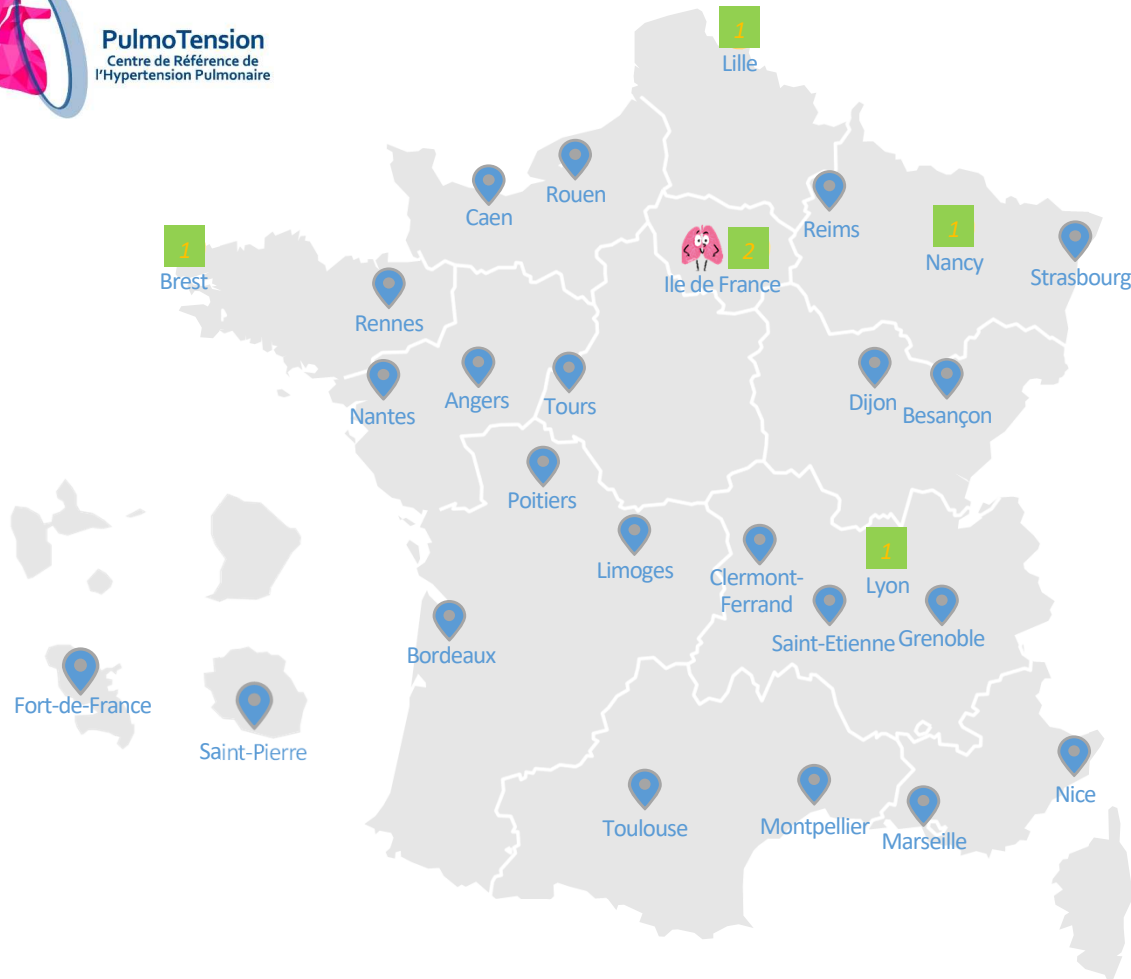 PulmoTension
Centre de Référence de
l'Hypertension Pulmonaire
1
Lille
Rouen
Caen
Reims
1
Nancy
Strasbourg
1
Brest
2
Ile de France
Rennes
Nantes
Angers
Tours
Dijon
Besançon
Poitiers
Limoges
Clermont-
Ferrand
1
Lyon
Saint-Etienne
Grenoble
Bordeaux
Fort-de-France
Saint-Pierre
Toulouse
Montpellier
Marseille
Nice